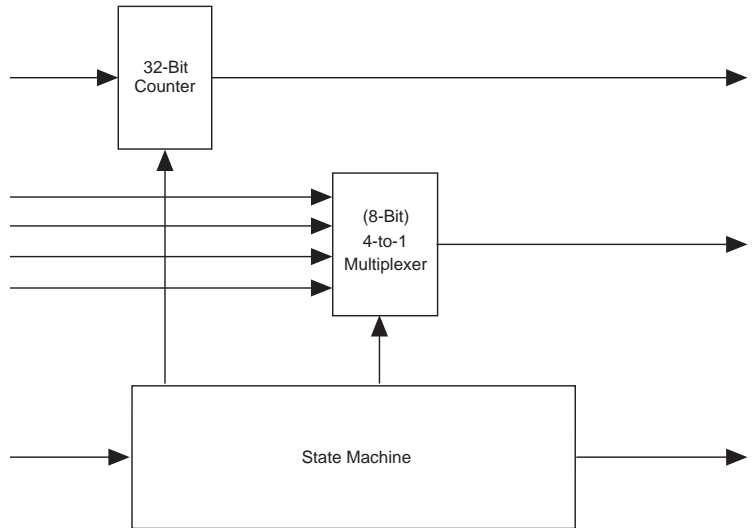 32-Bit
Counter
(8-Bit)
4-to-1
Multiplexer
State Machine